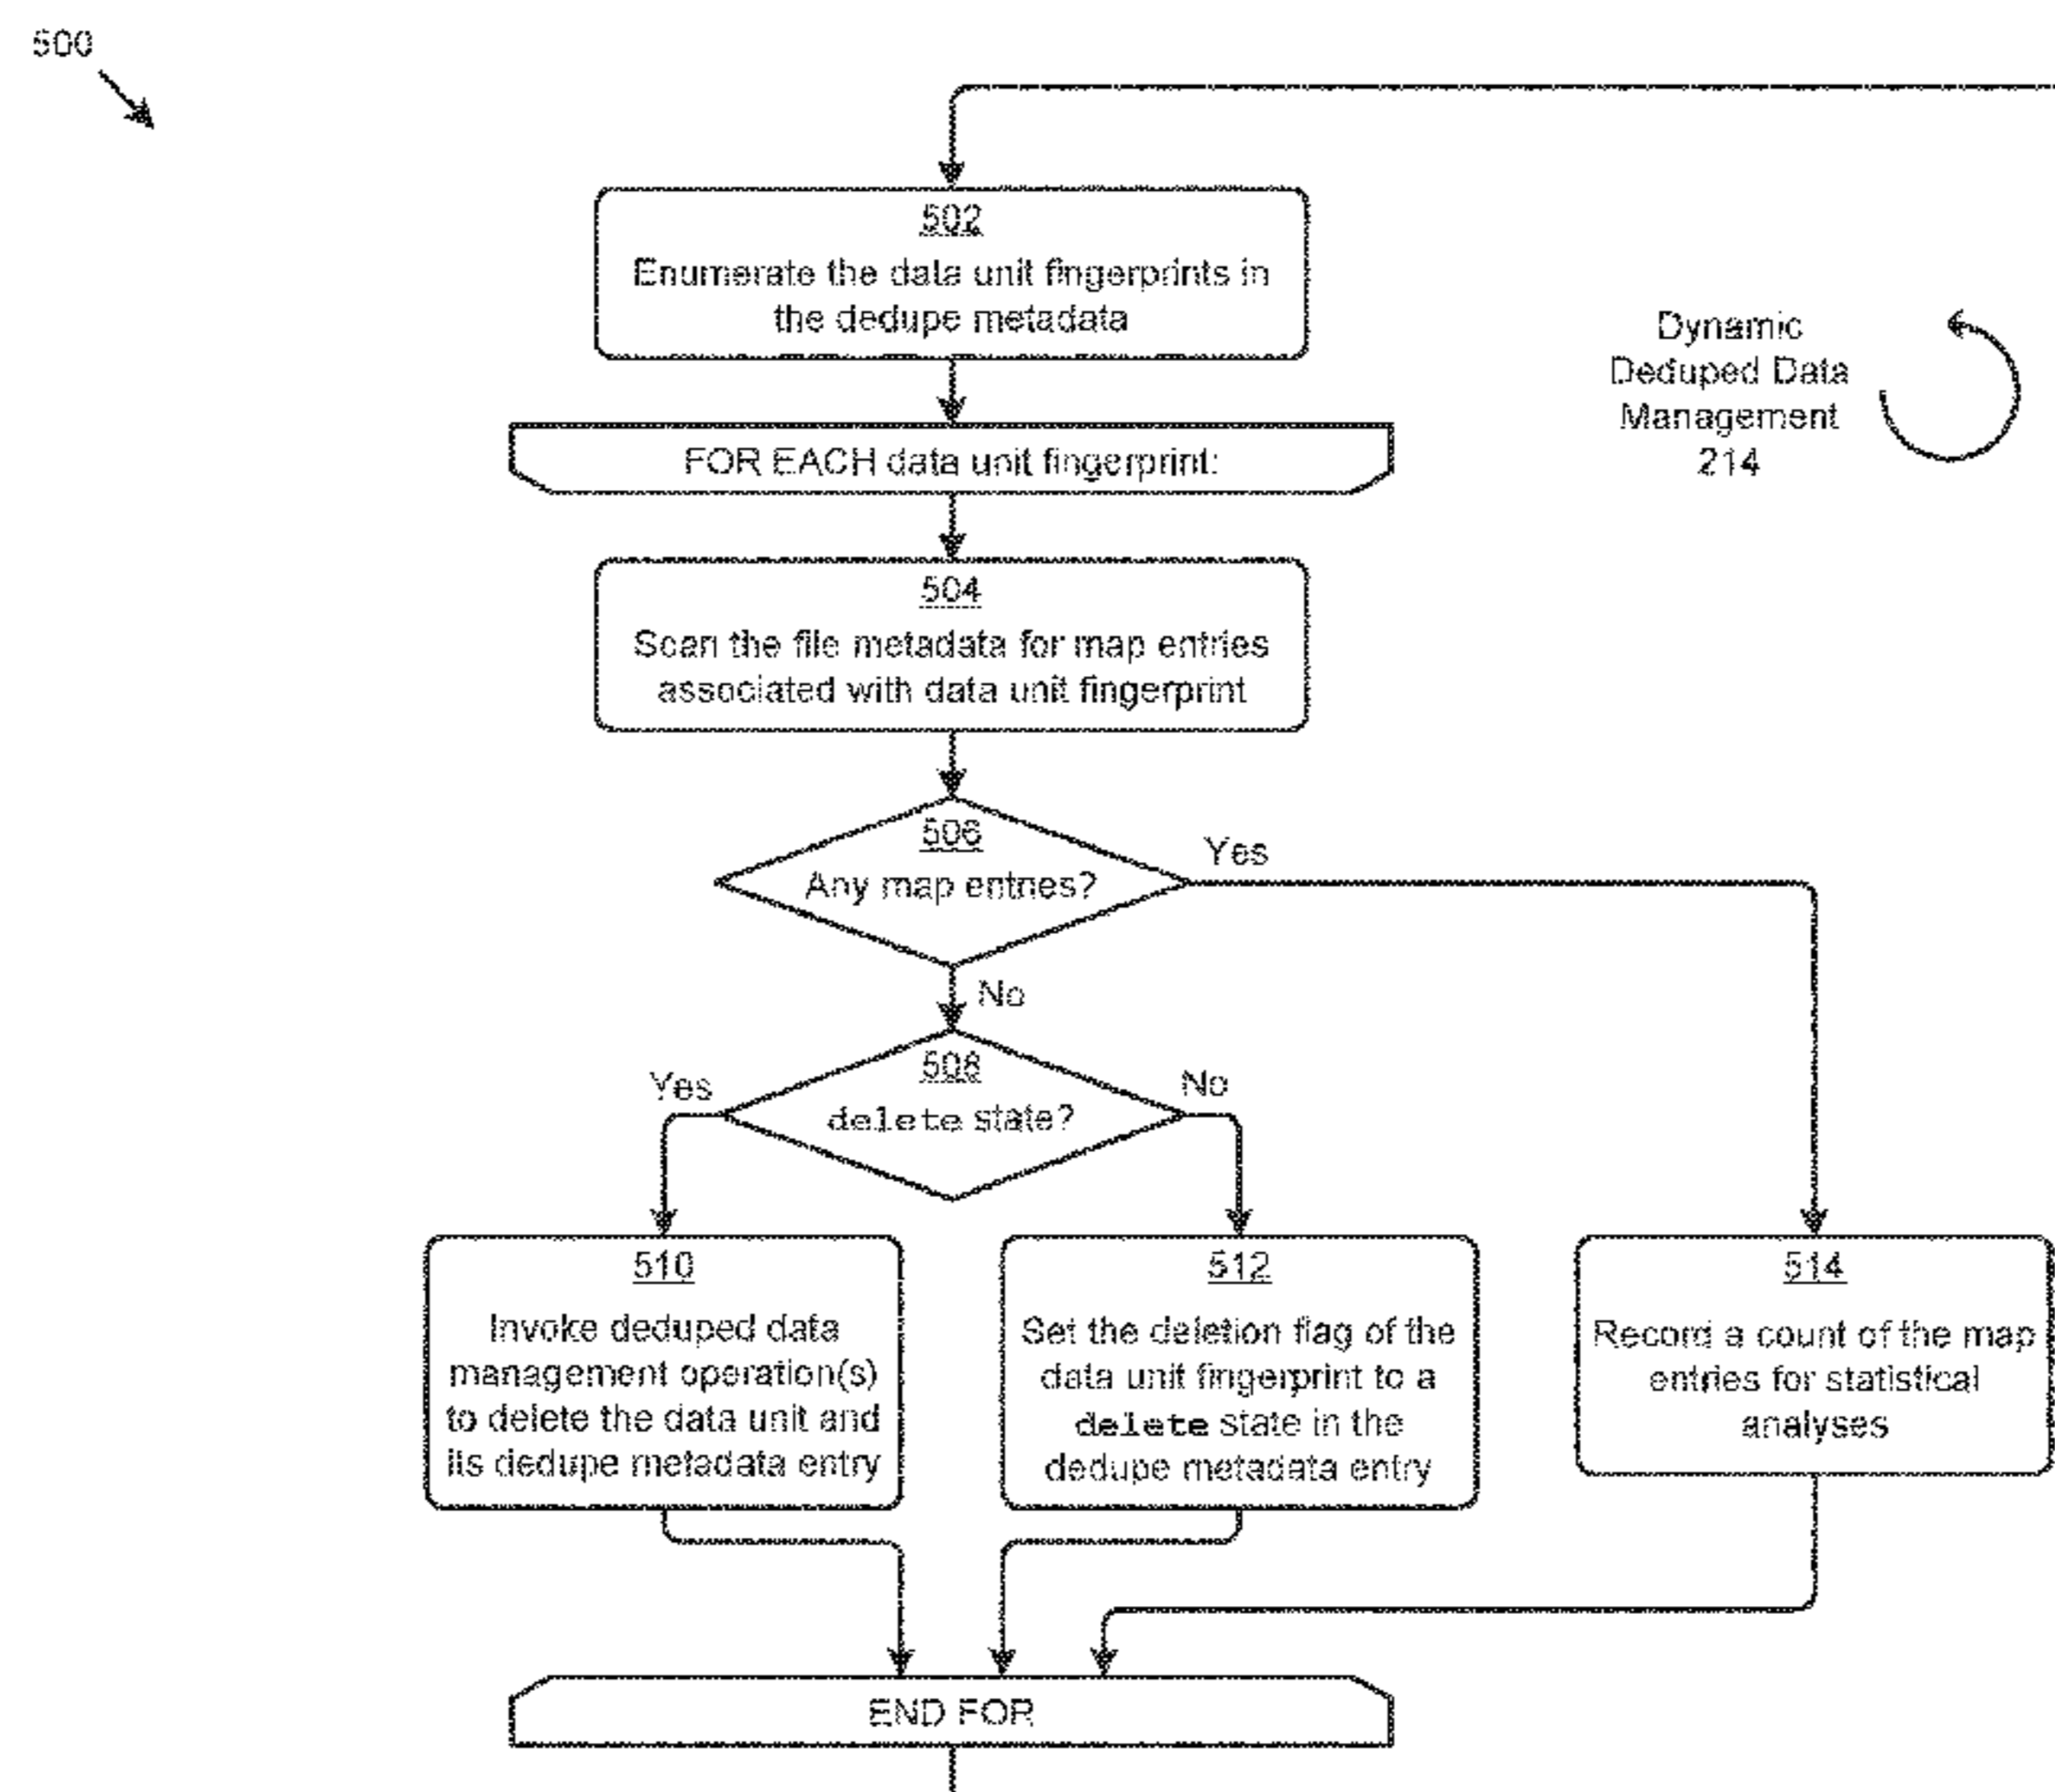 500
502
Enumerate the data unit fingerprints in
the dedupe metadata
Dynamic
Deduped Data
Management
214
FOR EACH data unit fingerprint:
504
Scan the file metadata for map entries
associated with data unit fingerprint
506
Any map entries?
Yes
No
508
delete state?
Yes
No
510
Invoke deduped data
management operation(s)
to delete the data unit and
its dedupe metadata entry
512
Set the deletion flag of the
data unit fingerprint to a
delete state in the
dedupe metadata entry
514
Record a count of the map
entries for statistical
analyses
END FOR